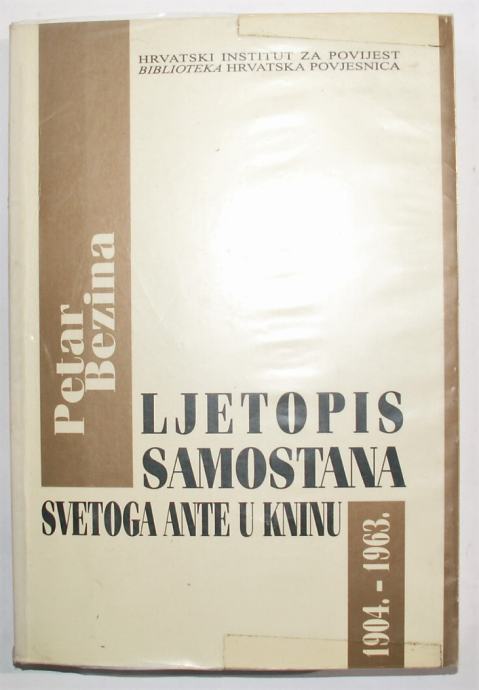 HRVATSKI INSTITUT ZA POVIJEST
BIBLIOTEKA HRVATSKA POVJESNICA
Petar
Bezina
LJETOPIS
SAMOSTANA
SVETOGA ANTE U KNINU
1904. - 1963.